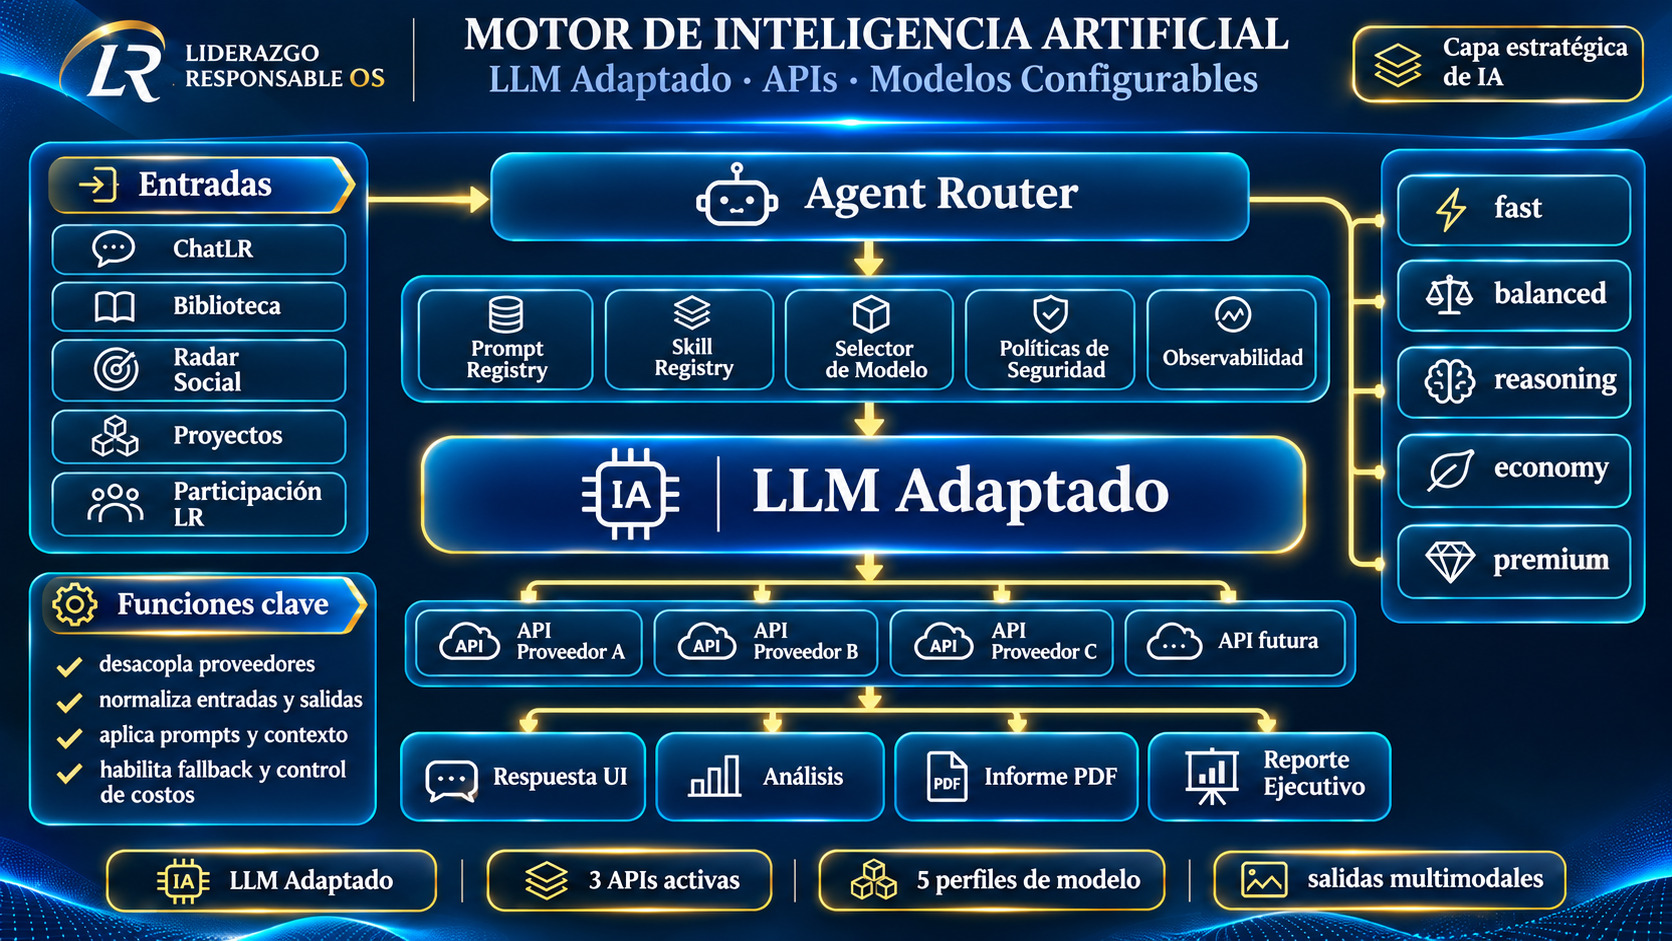 LR
LIDERAZGO
RESPONSABLE OS
MOTOR DE INTELIGENCIA ARTIFICIAL
LLM Adaptado · APIs · Modelos Configurables
Capa estratégica
de IA
Entradas
ChatLR
Biblioteca
Radar
Social
Proyectos
Participación
LR
Funciones clave
desacopla proveedores
normaliza entradas y salidas
aplica prompts y contexto
habilita fallback y control
de costos
Agent Router
Prompt
Registry
Skill
Registry
Selector
de Modelo
Políticas de
Seguridad
Observabilidad
IA
LLM Adaptado
API
API
Proveedor A
API
API
Proveedor B
API
API
Proveedor C
API futura
Respuesta UI
Análisis
PDF
Informe PDF
Reporte
Ejecutivo
fast
balanced
reasoning
economy
premium
IA
LLM Adaptado
3 APIs activas
5 perfiles de modelo
salidas multimodales